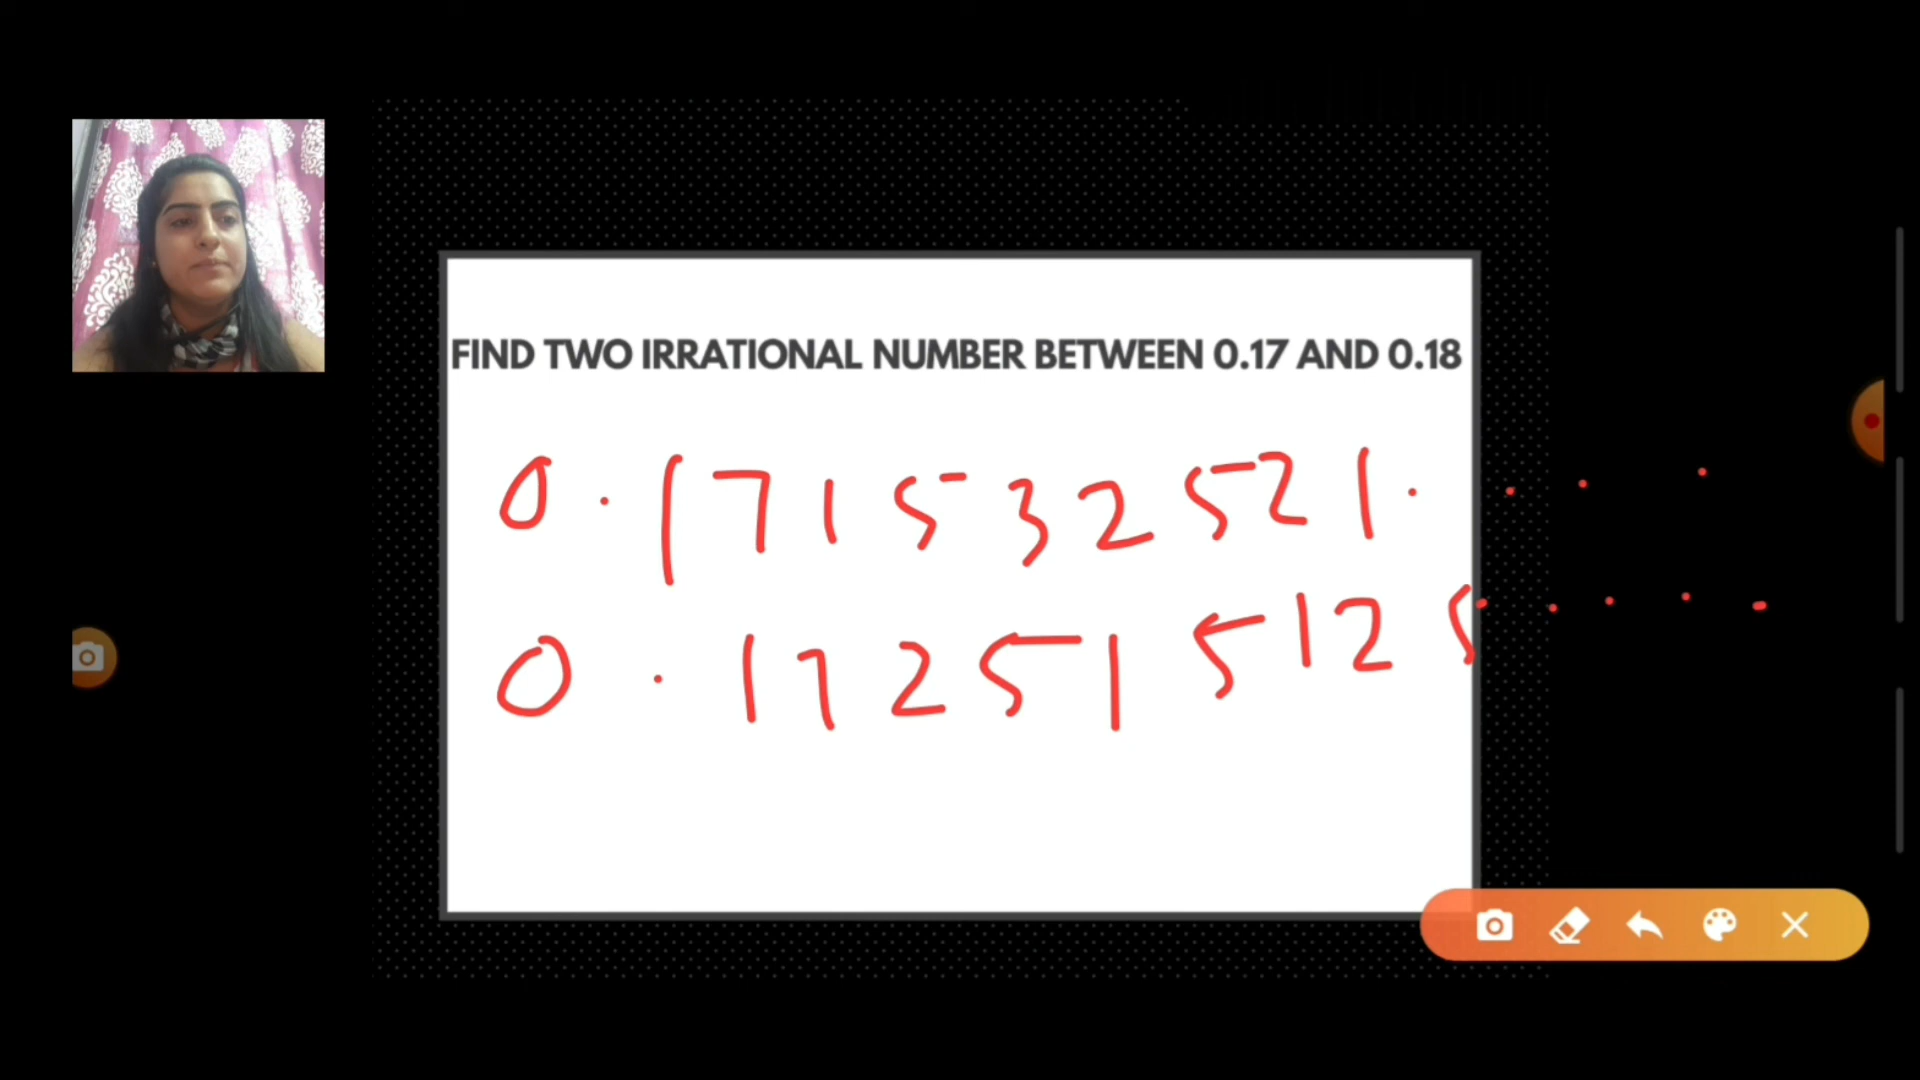 FIND TWO IRRATIONAL NUMBER BETWEEN 0.17 AND 0.18
0.171532521....
0.172515125.....